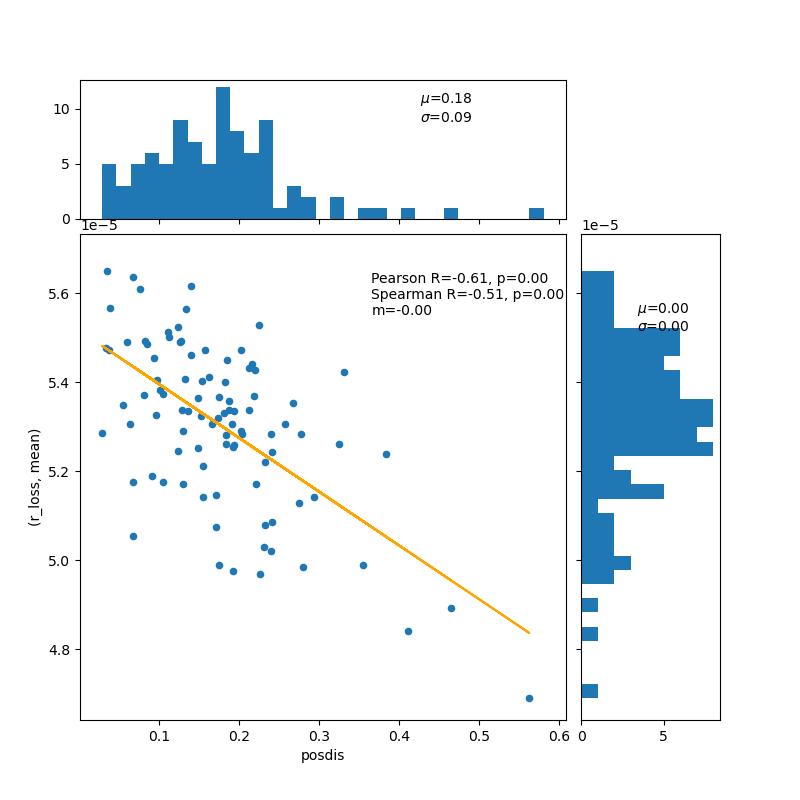 10
5
0
μ=0.18
σ=0.09
1e−5
5.6
5.4
5.2
5.0
4.8
(r_loss, mean)
Pearson R=-0.61, p=0.00
Spearman R=-0.51, p=0.00
m=-0.00
0.1
0.2
0.3
0.4
0.5
0.6
posdis
1e−5
μ=0.00
σ=0.00
0
5